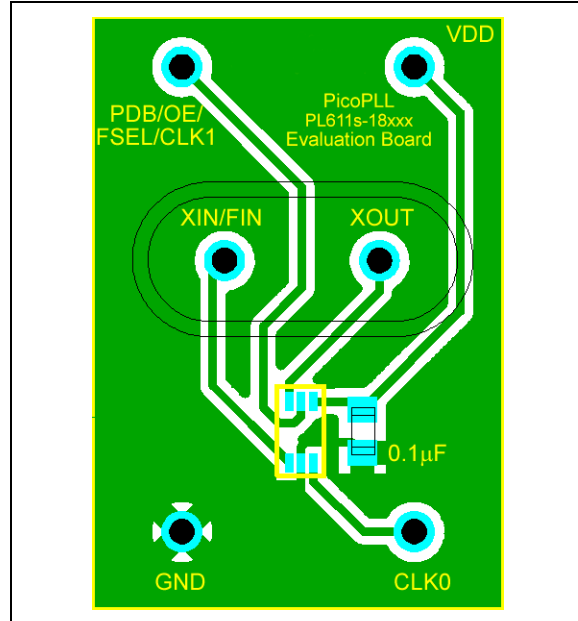 VDD
PDB/OE/
FSEL/CLK1
PicoPLL
PL611s-18xxx
Evaluation Board
XIN/FIN
XOUT
0.1μF
GND
CLK0